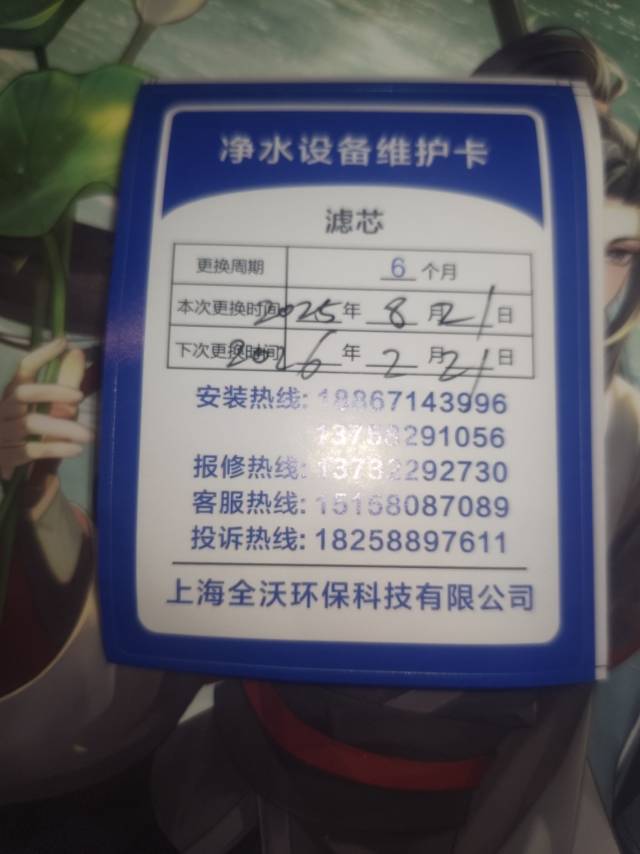 净水设备维护卡
滤芯
更换周期 6 个月
本次更换时间 2025 年 8 月 21 日
下次更换时间 2026 年 2 月 21 日
安装热线: 18867143996
13758291056
报修热线: 13732292730
客服热线: 15158087089
投诉热线: 18258897611
上海全沃环保科技有限公司